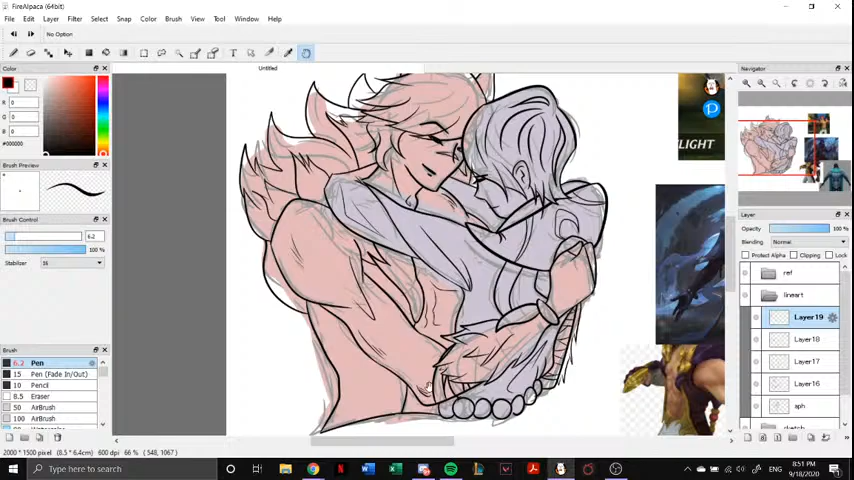 FireAlpaca (64bit)
File Edit Layer Filter Select Snap Color Brush View Tool Window Help
No Option
Untitled
Color
R 0
G 0
B 0
#000000
Brush Preview
Brush Control
6.2
100 %
Stabilizer 16
Brush
6.2 Pen
15 Pen (Fade In/Out)
10 Pencil
8.5 Eraser
50 AirBrush
100 AirBrush
LIGHT
Navigator
Layer
Opacity 100 %
Blending Normal
Protect Alpha Clipping Lock
ref
lineart
Layer19
Layer18
Layer17
Layer16
aph
sketch
2000 * 1500 pixel (8.5 * 6.4cm) 600 dpi 66 % ( 548, 1067 )
Type here to search
ENG
8:51 PM
9/18/2020